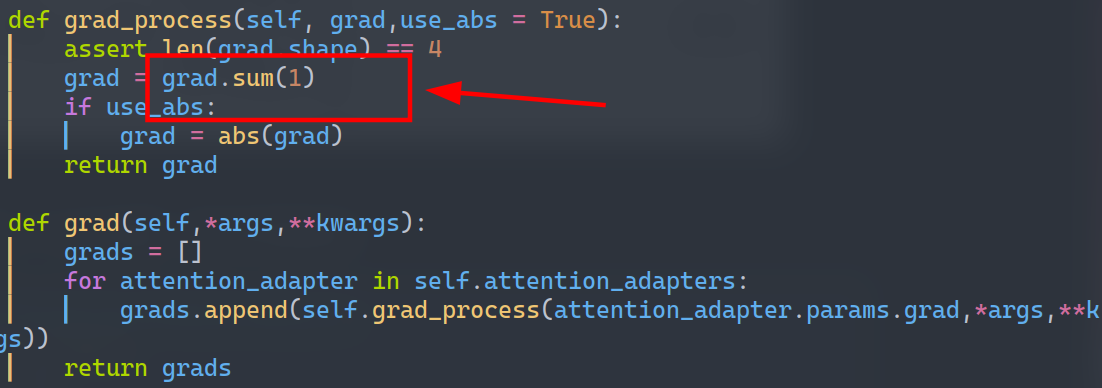 def grad_process(self, grad,use_abs = True):
assert len(grad.shape) == 4
grad = grad.sum(1)
if use_abs:
grad = abs(grad)
return grad
def grad(self,*args,**kwargs):
grads = []
for attention_adapter in self.attention_adapters:
grads.append(self.grad_process(attention_adapter.params.grad,*args,**k
gs))
return grads